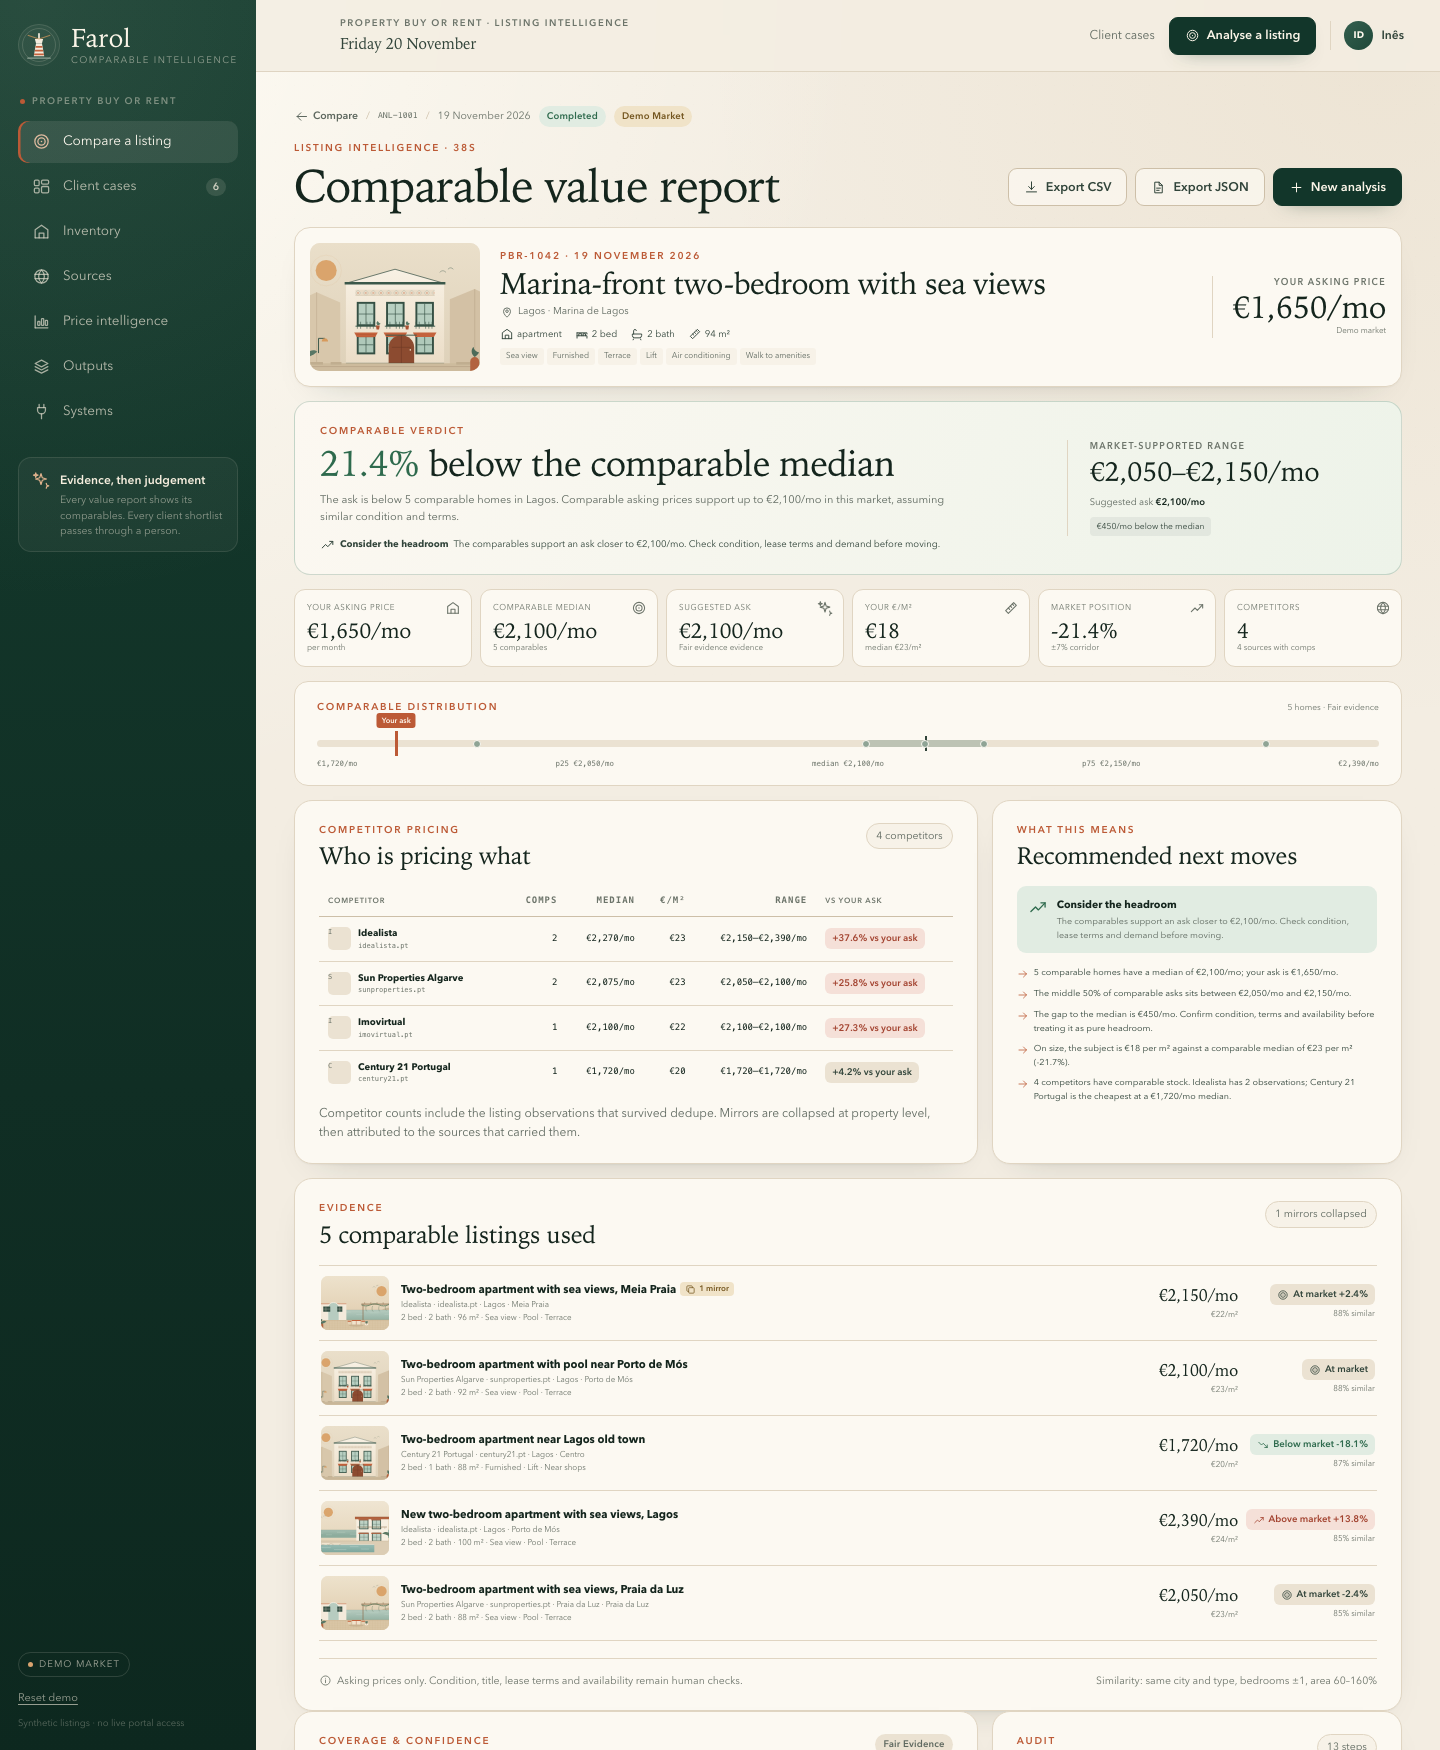 Farol
COMPARABLE INTELLIGENCE
PROPERTY BUY OR RENT
Compare a listing
Client cases 6
Inventory
Sources
Price intelligence
Outputs
Systems
Evidence, then judgement
Every value report shows its
comparables. Every client shortlist
passes through a person.
DEMO MARKET
Reset demo
Synthetic listings · no live portal access
PROPERTY BUY OR RENT · LISTING INTELLIGENCE
Friday 20 November
Client cases
Analyse a listing
ID Inês
Compare / ANL-1001 / 19 November 2026 Completed Demo Market
LISTING INTELLIGENCE · 38S
Comparable value report
Export CSV
Export JSON
New analysis
PBR-1042 · 19 NOVEMBER 2026
Marina-front two-bedroom with sea views
Lagos · Marina de Lagos
apartment 2 bed 2 bath 94 m²
Sea view Furnished Terrace Lift Air conditioning Walk to amenities
YOUR ASKING PRICE
€1,650/mo
Demo market
COMPARABLE VERDICT
21.4% below the comparable median
The ask is below 5 comparable homes in Lagos. Comparable asking prices support up to €2,100/mo in this market, assuming
similar condition and terms.
Consider the headroom The comparables support an ask closer to €2,100/mo. Check condition, lease terms and demand before moving.
MARKET-SUPPORTED RANGE
€2,050–€2,150/mo
Suggested ask €2,100/mo
€450/mo below the median
YOUR ASKING PRICE
€1,650/mo
per month
COMPARABLE MEDIAN
€2,100/mo
5 comparables
SUGGESTED ASK
€2,100/mo
Fair evidence evidence
YOUR €/M²
€18
median €23/m²
MARKET POSITION
-21.4%
±7% corridor
COMPETITORS
4
4 sources with comps
COMPARABLE DISTRIBUTION
5 homes · Fair evidence
Your ask
€1,720/mo p25 €2,050/mo median €2,100/mo p75 €2,150/mo €2,390/mo
COMPETITOR PRICING
Who is pricing what
4 competitors
COMPETITOR COMPS MEDIAN €/M² RANGE VS YOUR ASK
I Idealista 2 €2,270/mo €23 €2,150–€2,390/mo +37.6% vs your ask
idealista.pt
S Sun Properties Algarve 2 €2,075/mo €23 €2,050–€2,100/mo +25.8% vs your ask
sunproperties.pt
I Imovirtual 1 €2,100/mo €22 €2,100–€2,100/mo +27.3% vs your ask
imovirtual.pt
C Century 21 Portugal 1 €1,720/mo €20 €1,720–€1,720/mo +4.2% vs your ask
century21.pt
Competitor counts include the listing observations that survived dedupe. Mirrors are collapsed at property level,
then attributed to the sources that carried them.
WHAT THIS MEANS
Recommended next moves
Consider the headroom
The comparables support an ask closer to €2,100/mo. Check condition,
lease terms and demand before moving.
5 comparable homes have a median of €2,100/mo; your ask is €1,650/mo.
The middle 50% of comparable asks sits between €2,050/mo and €2,150/mo.
The gap to the median is €450/mo. Confirm condition, terms and availability before
treating it as pure headroom.
On size, the subject is €18 per m² against a comparable median of €23 per m²
(-21.7%).
4 competitors have comparable stock. Idealista has 2 observations; Century 21
Portugal is the cheapest at a €1,720/mo median.
EVIDENCE
5 comparable listings used
1 mirrors collapsed
Two-bedroom apartment with sea views, Meia Praia 1 mirror
Idealista · idealista.pt · Lagos · Meia Praia
2 bed · 2 bath · 96 m² · Sea view · Pool · Terrace
€2,150/mo
€22/m²
At market +2.4%
88% similar
Two-bedroom apartment with pool near Porto de Mós
Sun Properties Algarve · sunproperties.pt · Lagos · Porto de Mós
2 bed · 2 bath · 92 m² · Sea view · Pool · Terrace
€2,100/mo
€23/m²
At market
88% similar
Two-bedroom apartment near Lagos old town
Century 21 Portugal · century21.pt · Lagos · Centro
2 bed · 1 bath · 88 m² · Furnished · Lift · Near shops
€1,720/mo
€20/m²
Below market -18.1%
87% similar
New two-bedroom apartment with sea views, Lagos
Idealista · idealista.pt · Lagos · Porto de Mós
2 bed · 2 bath · 100 m² · Sea view · Pool · Terrace
€2,390/mo
€24/m²
Above market +13.8%
85% similar
Two-bedroom apartment with sea views, Praia da Luz
Sun Properties Algarve · sunproperties.pt · Praia da Luz · Praia da Luz
2 bed · 2 bath · 88 m² · Sea view · Pool · Terrace
€2,050/mo
€23/m²
At market -2.4%
85% similar
Asking prices only. Condition, title, lease terms and availability remain human checks.
Similarity: same city and type, bedrooms ±1, area 60–160%
COVERAGE & CONFIDENCE
Fair Evidence
AUDIT
13 steps